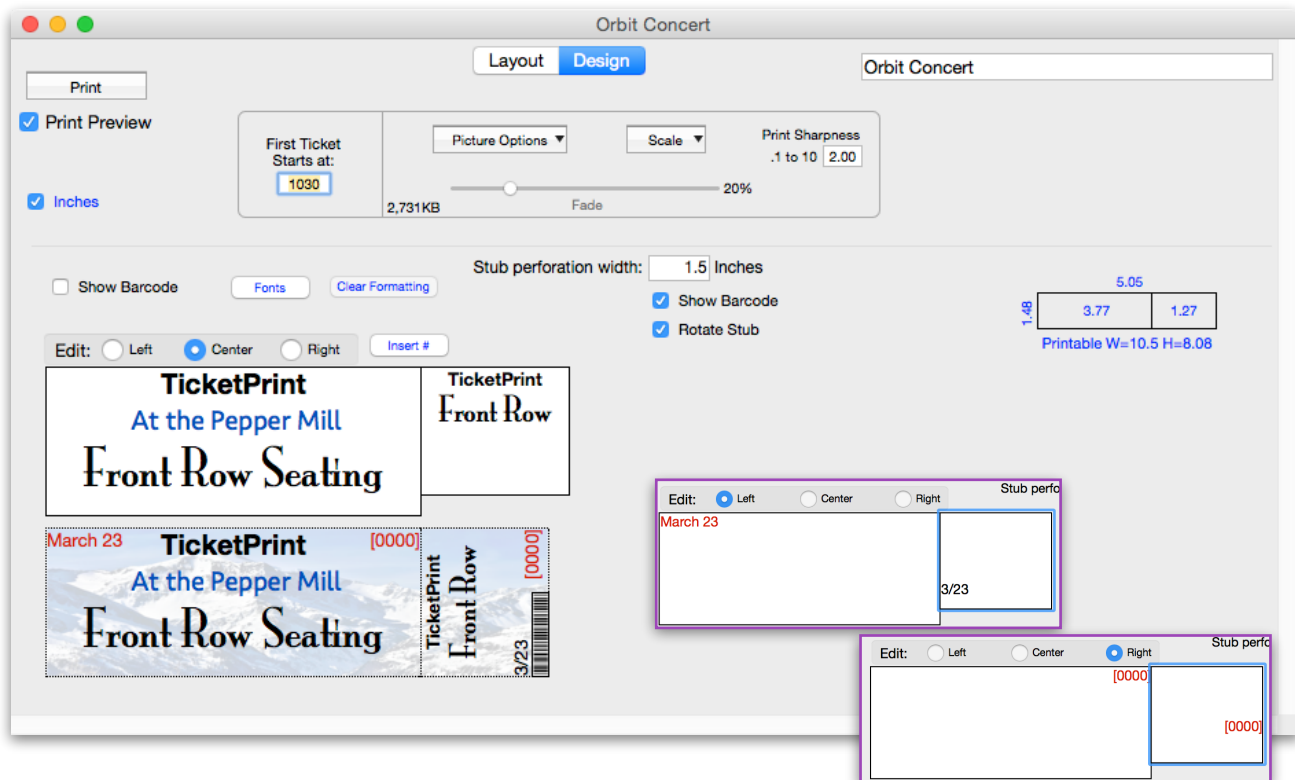 Orbit Concert
Layout Design
Orbit Concert
Print
Print Preview
Inches
First Ticket
Starts at:
1030
Picture Options ▼
Scale ▼
Print Sharpness
.1 to 10 2.00
20%
2,731KB
Fade
Stub perforation width: 1.5 Inches
Show Barcode
Fonts
Clear Formatting
Show Barcode
Rotate Stub
5.05
1.48
3.77
1.27
Printable W=10.5 H=8.08
Edit: Left Center Right
Insert #
TicketPrint
At the Pepper Mill
Front Row Seating
TicketPrint
Front Row
March 23
TicketPrint
[0000]
At the Pepper Mill
Front Row Seating
TicketPrint
Front Row
[0000]
3/23
Edit: Left Center Right
Stub perfo
March 23
3/23
Edit: Left Center Right
Stub perfo
[0000]
[0000]